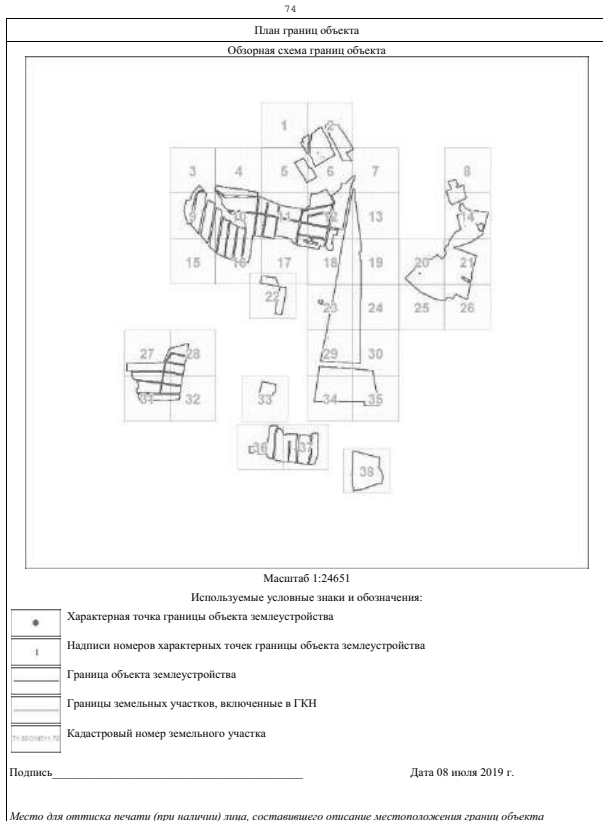 74
План границ объекта
Обзорная схема границ объекта
1 2
3 4 5 6 7 8
9 10 11 12 13 14
15 16 17 18 19 20 21
22 23 24 25 26
27 28 29 30
31 32 33 34 35
36 37
38
Масштаб 1:24651
Используемые условные знаки и обозначения:
Характерная точка границы объекта землеустройства
1 Надписи номеров характерных точек границы объекта землеустройства
Граница объекта землеустройства
Границы земельных участков, включенные в ГКН
Кадастровый номер земельного участка
Подпись Дата 08 июля 2019 г.
Место для оттиска печати (при наличии) лица, составившего описание местоположения границ объекта